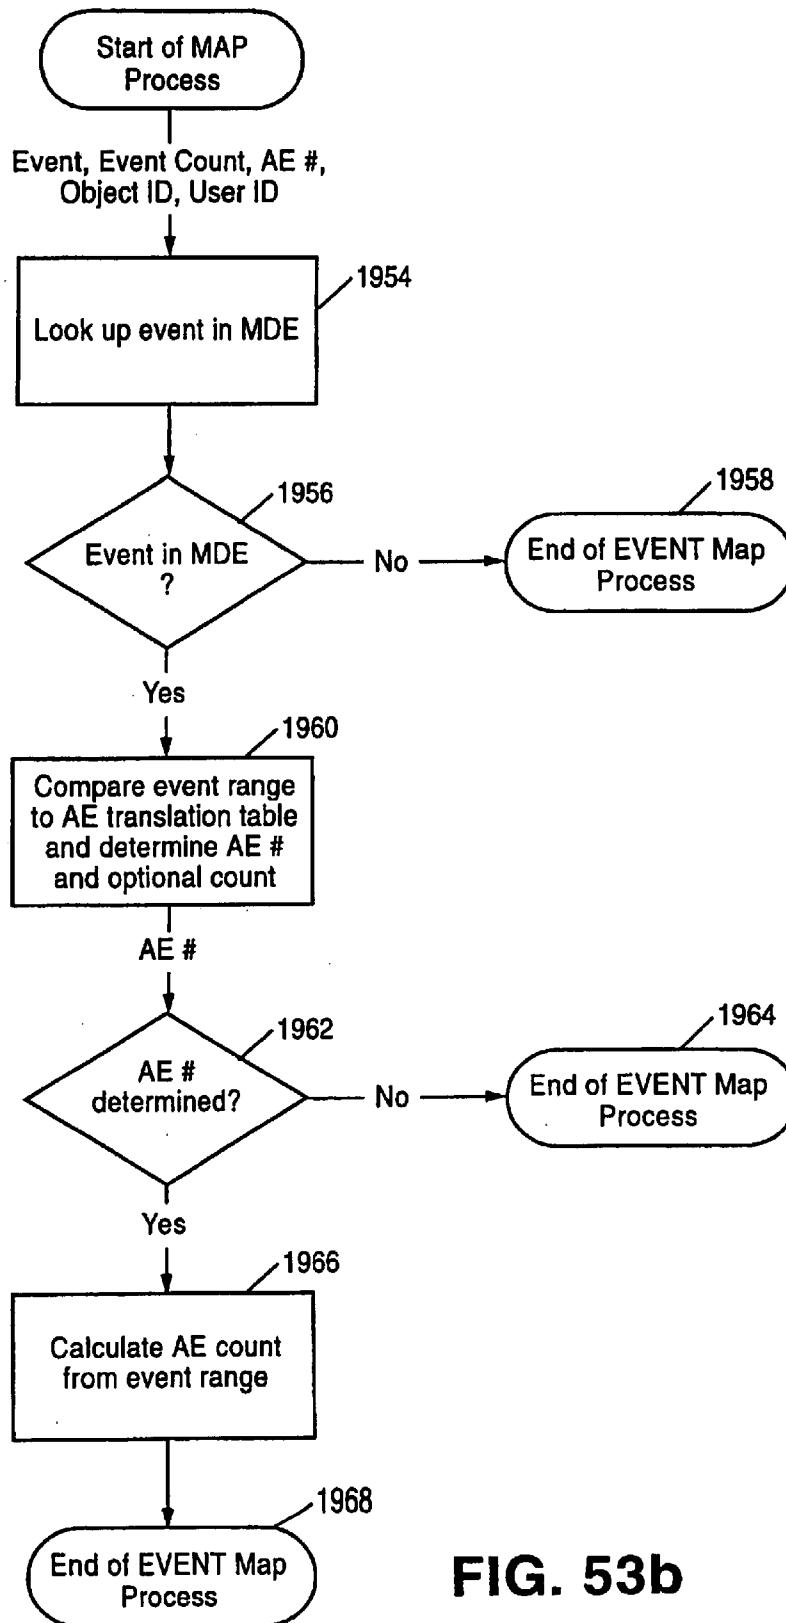 Start of MAP
Process
Event, Event Count, AE #,
Object ID, User ID
1954
Look up event in MDE
1956
Event in MDE
?
No
1958
End of EVENT Map
Process
Yes
1960
Compare event range
to AE translation table
and determine AE #
and optional count
AE #
1962
AE #
determined?
No
1964
End of EVENT Map
Process
Yes
1966
Calculate AE count
from event range
1968
End of EVENT Map
Process
FIG. 53b